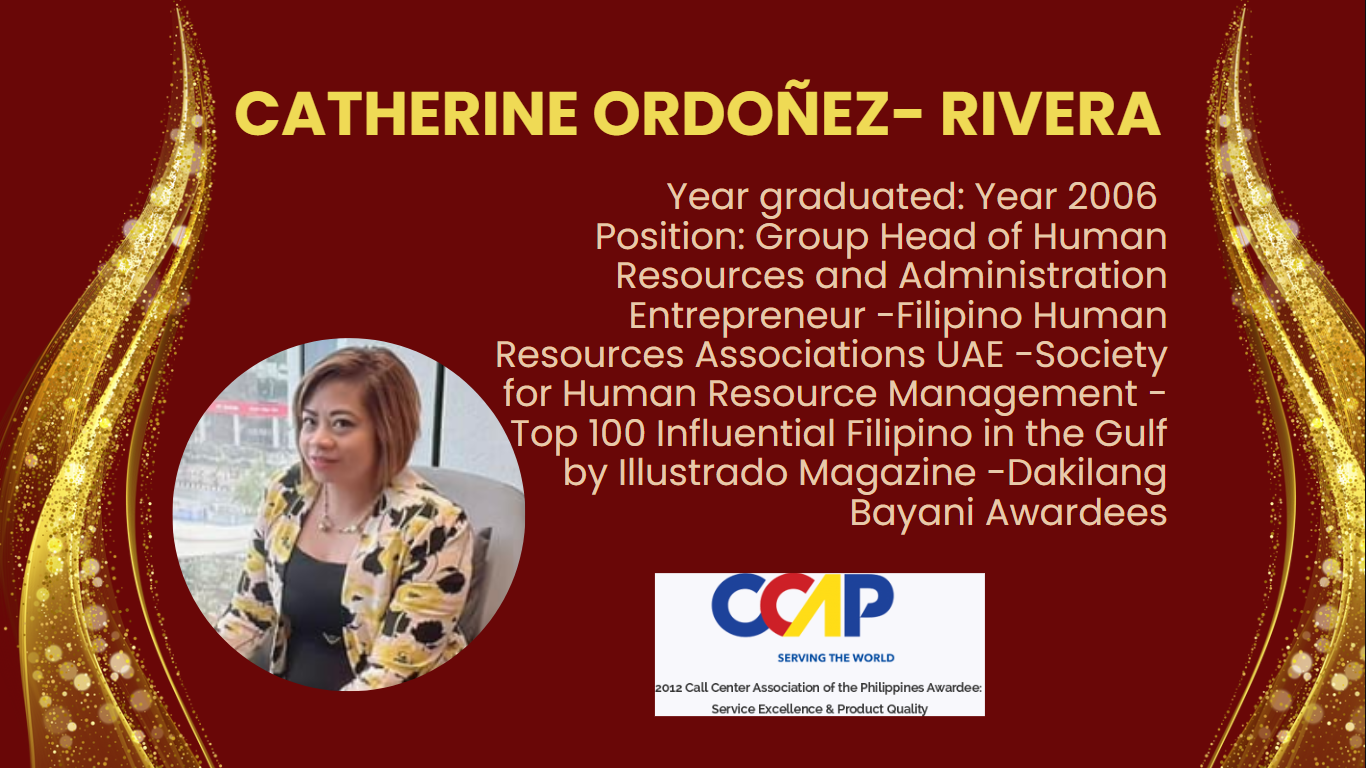 CATHERINE ORDOÑEZ- RIVERA
Year graduated: Year 2006
Position: Group Head of Human
Resources and Administration
Entrepreneur -Filipino Human
Resources Associations UAE -Society
for Human Resource Management -
Top 100 Influential Filipino in the Gulf
by Illustrado Magazine -Dakilang
Bayani Awardees
CCAP
SERVING THE WORLD
2012 Call Center Association of the Philippines Awardee:
Service Excellence & Product Quality